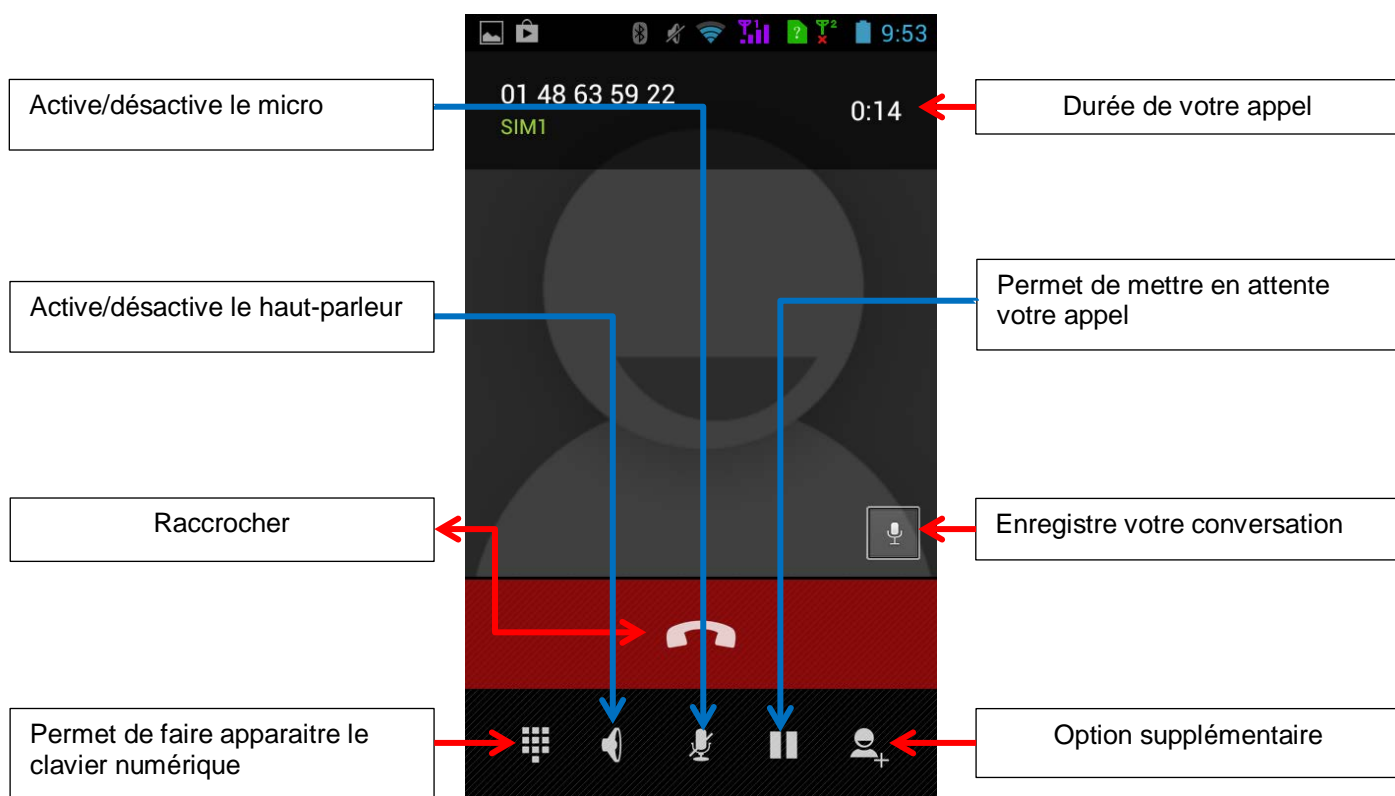 9:53
Active/désactive le micro
01 48 63 59 22
SIM1
0:14
Durée de votre appel
Active/désactive le haut-parleur
Permet de mettre en attente
votre appel
Raccrocher
Enregistre votre conversation
Permet de faire apparaitre le
clavier numérique
Option supplémentaire